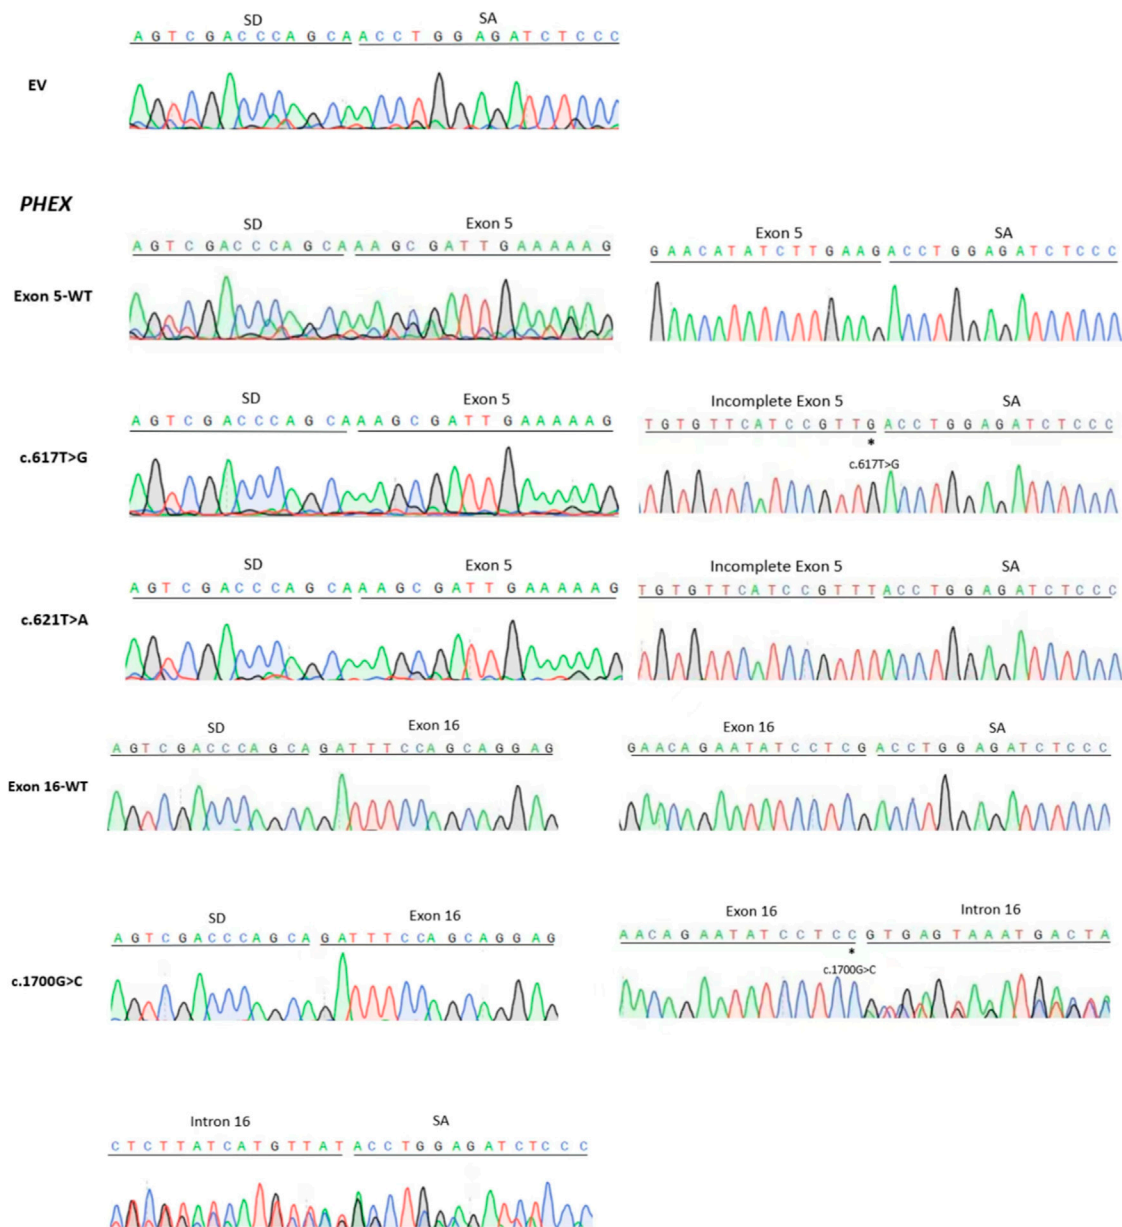 SD SA
AGTCGACCCAGCAACCTGGAGATCTCCC
EV
PHEX
SD Exon 5 Exon 5 SA
AGTCGACCCAGCAAAGCGATTGAAAAAG GAACATATCTTGAAGACCTGGAGATCTCCC
Exon 5-WT
SD Exon 5 Incomplete Exon 5 SA
AGTCGACCCAGCAAAGCGATTGAAAAAG TGTGTTCATCCGTTGACCTGGAGATCTCCC
*
c.617T>G c.617T>G
SD Exon 5 Incomplete Exon 5 SA
AGTCGACCCAGCAAAGCGATTGAAAAAG TGTGTTCATCCGTTTACCTGGAGATCTCCC
c.621T>A
SD Exon 16 Exon 16 SA
AGTCGACCCAGCAGATTTCCAGCAGGAG GAACAGAATATCCTCGACCTGGAGATCTCCC
Exon 16-WT
SD Exon 16 Exon 16 Intron 16
AGTCGACCCAGCAGATTTCCAGCAGGAG AACAGAATATCCTCCGTGAGTAAATGACTA
*
c.1700G>C c.1700G>C
Intron 16 SA
CTCTTATCATGTTATACCTGGAGATCTCCC